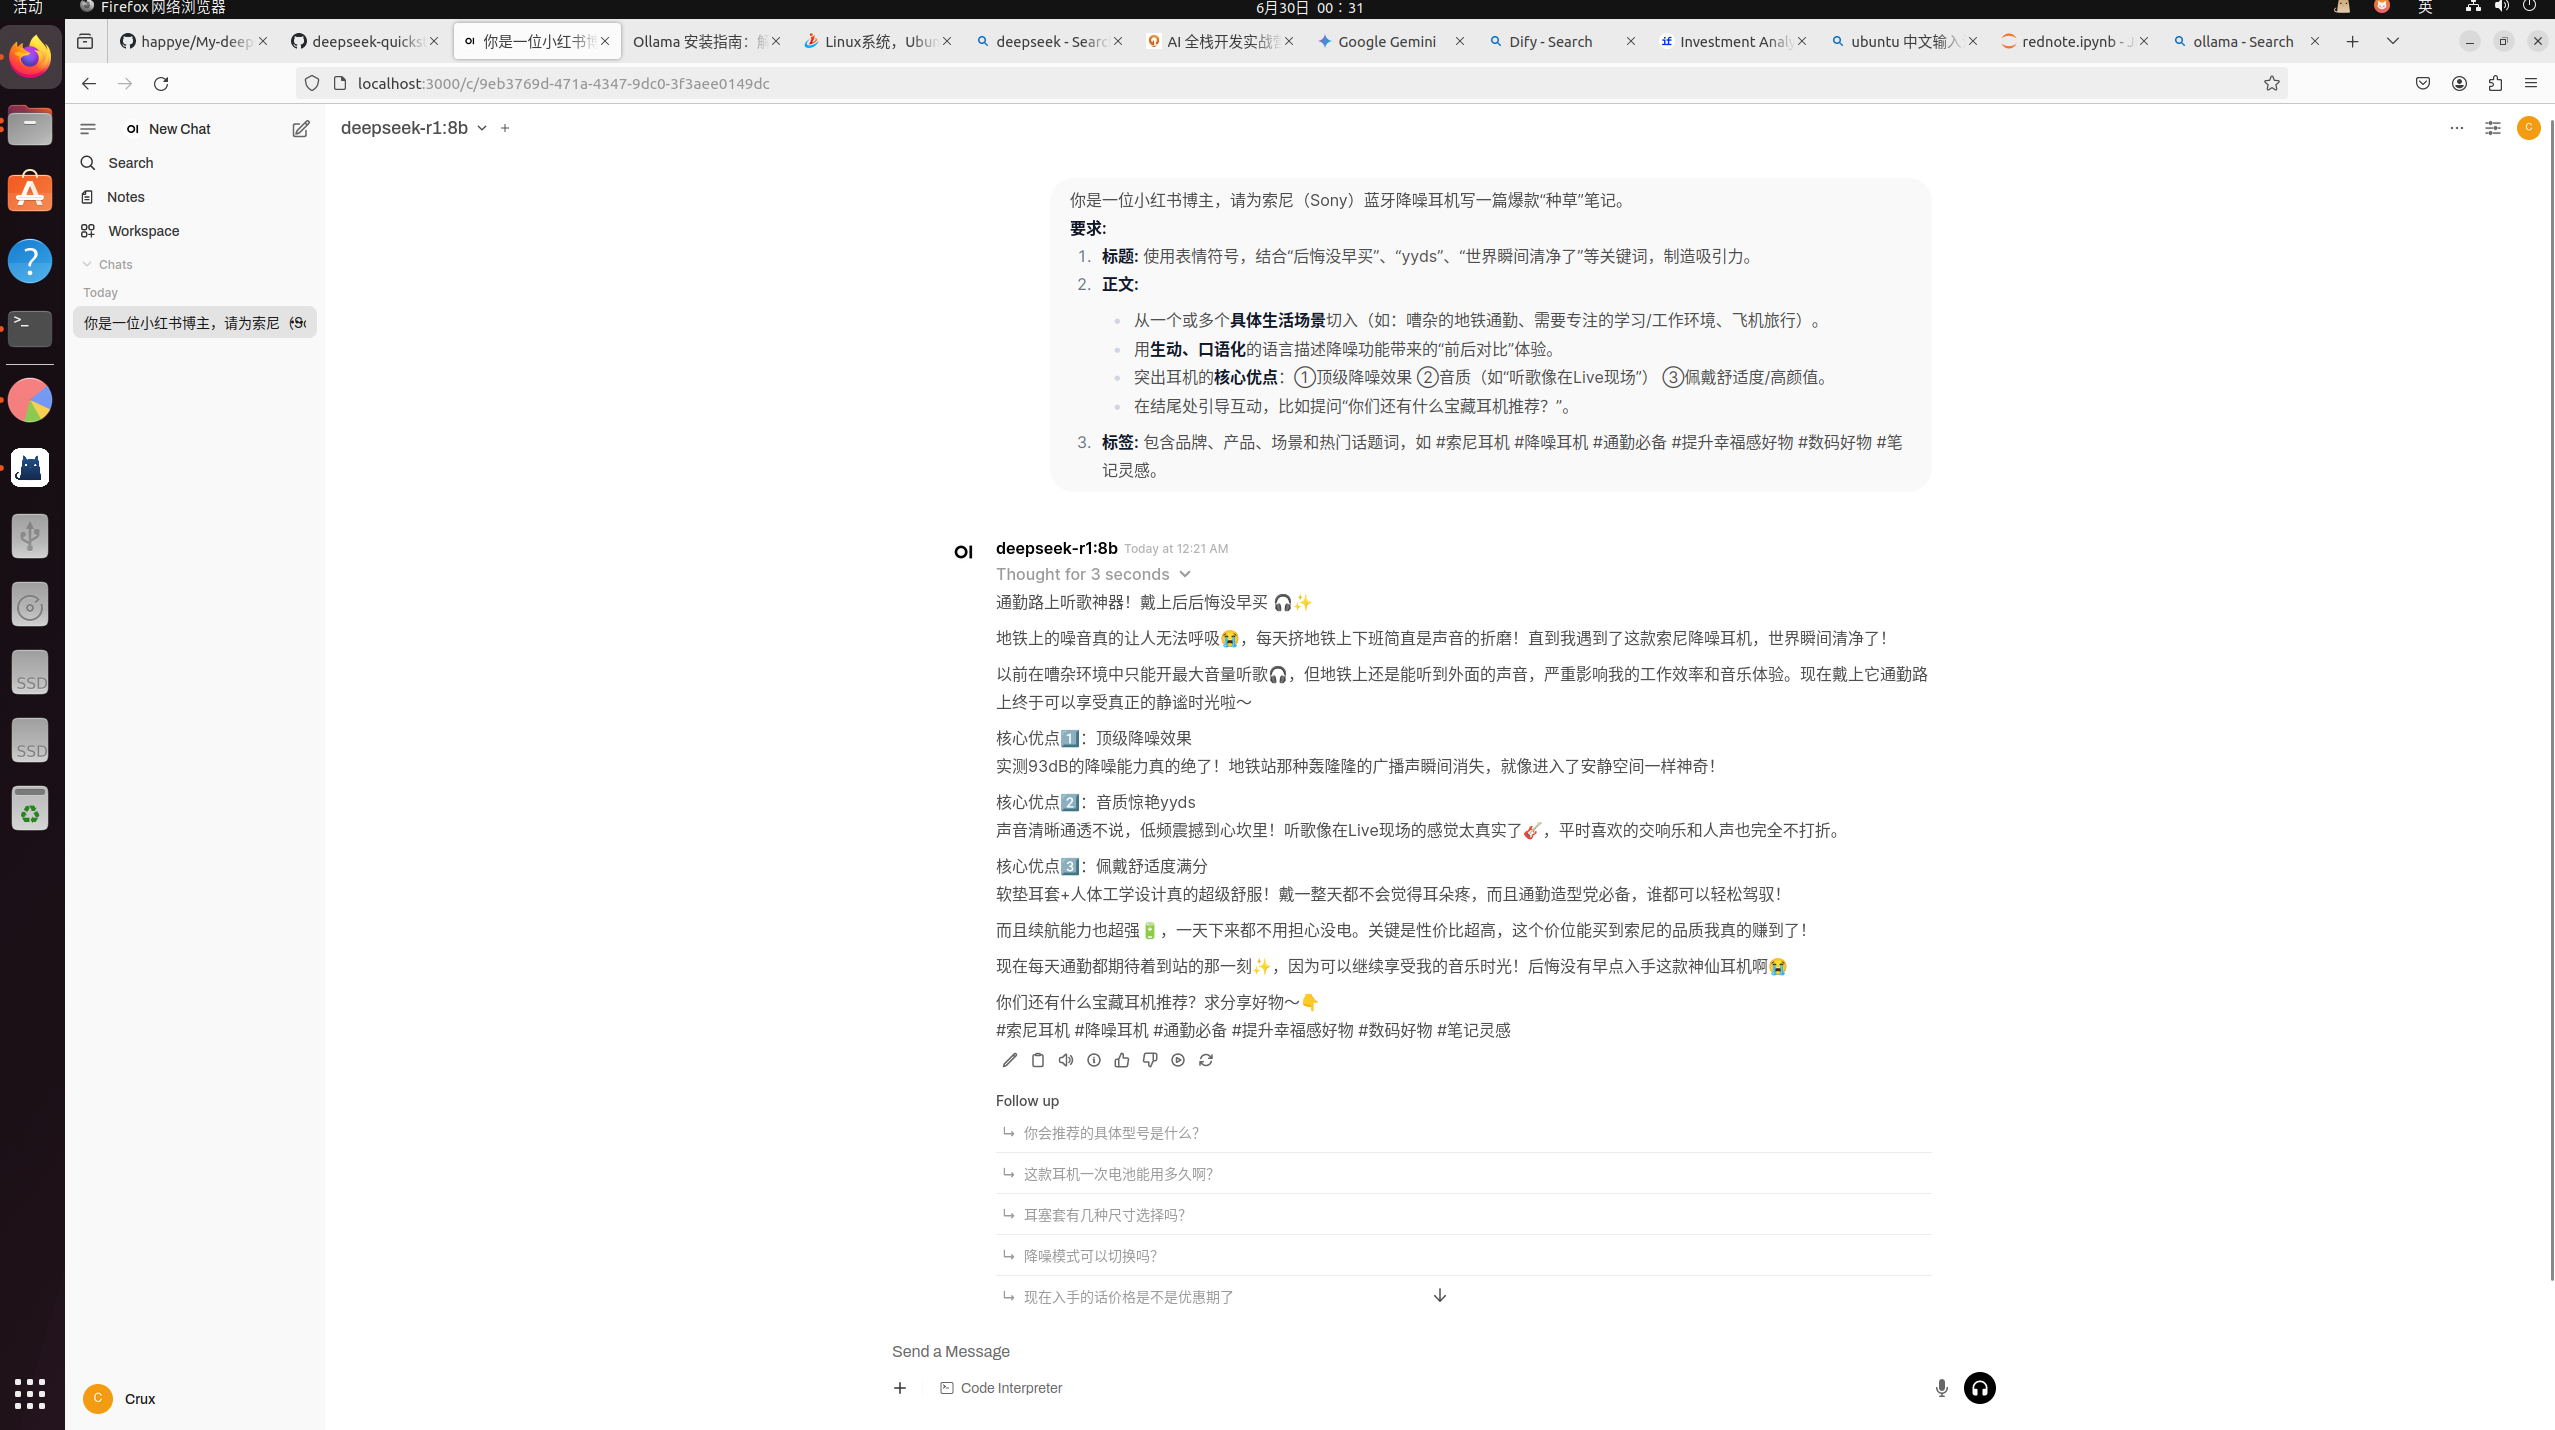 活动
Firefox 网络浏览器
6月30日 00：31
英
happye/My-deep
deepseek-quickst
你是一位小红书博
Ollama 安装指南：解
Linux系统，Ubun
deepseek - Searc
AI 全栈开发实战营
Google Gemini
Dify - Search
Investment Analy
ubuntu 中文输入
rednote.ipynb - J
ollama - Search
localhost:3000/c/9eb3769d-471a-4347-9dc0-3f3aee0149dc
OI New Chat
Search
Notes
Workspace
Chats
Today
你是一位小红书博主，请为索尼（So
Crux
deepseek-r1:8b
你是一位小红书博主，请为索尼（Sony）蓝牙降噪耳机写一篇爆款“种草”笔记。
要求:
1. 标题: 使用表情符号，结合“后悔没早买”、“yyds”、“世界瞬间清净了”等关键词，制造吸引力。
2. 正文:
从一个或多个具体生活场景切入（如：嘈杂的地铁通勤、需要专注的学习/工作环境、飞机旅行）。
用生动、口语化的语言描述降噪功能带来的“前后对比”体验。
突出耳机的核心优点：①顶级降噪效果 ②音质（如“听歌像在Live现场”） ③佩戴舒适度/高颜值。
在结尾处引导互动，比如提问“你们还有什么宝藏耳机推荐？”。
3. 标签: 包含品牌、产品、场景和热门话题词，如 #索尼耳机 #降噪耳机 #通勤必备 #提升幸福感好物 #数码好物 #笔
记灵感。
OI deepseek-r1:8b Today at 12:21 AM
Thought for 3 seconds
通勤路上听歌神器！戴上后后悔没早买 🎧✨
地铁上的噪音真的让人无法呼吸😭，每天挤地铁上下班简直是声音的折磨！直到我遇到了这款索尼降噪耳机，世界瞬间清净了！
以前在嘈杂环境中只能开最大音量听歌🎧，但地铁上还是能听到外面的声音，严重影响我的工作效率和音乐体验。现在戴上它通勤路
上终于可以享受真正的静谧时光啦～
核心优点1️⃣：顶级降噪效果
实测93dB的降噪能力真的绝了！地铁站那种轰隆隆的广播声瞬间消失，就像进入了安静空间一样神奇！
核心优点2️⃣：音质惊艳yyds
声音清晰通透不说，低频震撼到心坎里！听歌像在Live现场的感觉太真实了🎸，平时喜欢的交响乐和人声也完全不打折。
核心优点3️⃣：佩戴舒适度满分
软垫耳套+人体工学设计真的超级舒服！戴一整天都不会觉得耳朵疼，而且通勤造型党必备，谁都可以轻松驾驭！
而且续航能力也超强🔋，一天下来都不用担心没电。关键是性价比超高，这个价位能买到索尼的品质我真的赚到了！
现在每天通勤都期待着到站的那一刻✨，因为可以继续享受我的音乐时光！后悔没有早点入手这款神仙耳机啊😭
你们还有什么宝藏耳机推荐？求分享好物～👇
#索尼耳机 #降噪耳机 #通勤必备 #提升幸福感好物 #数码好物 #笔记灵感
Follow up
你会推荐的具体型号是什么？
这款耳机一次电池能用多久啊？
耳塞套有几种尺寸选择吗？
降噪模式可以切换吗？
现在入手的话价格是不是优惠期了
Send a Message
Code Interpreter
C
C
SSD
SSD